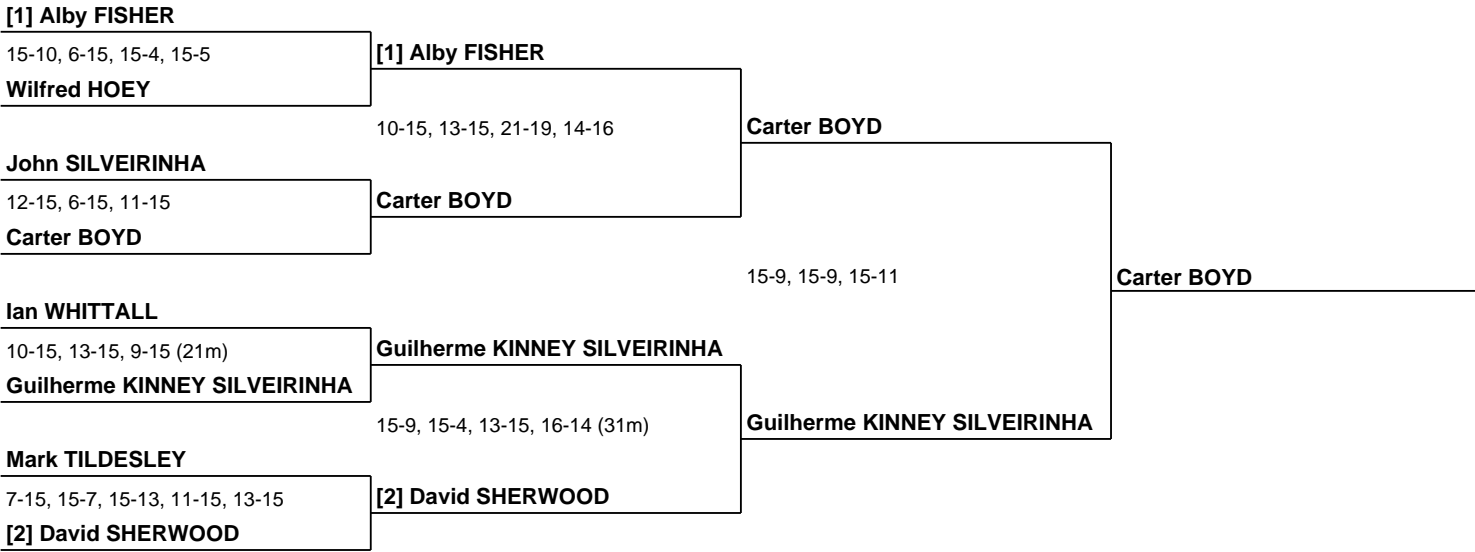 [1] Alby FISHER
15-10, 6-15, 15-4, 15-5
[1] Alby FISHER
Wilfred HOEY
10-15, 13-15, 21-19, 14-16
Carter BOYD
John SILVEIRINHA
12-15, 6-15, 11-15
Carter BOYD
Carter BOYD
15-9, 15-9, 15-11
Carter BOYD
Ian WHITTALL
10-15, 13-15, 9-15 (21m)
Guilherme KINNEY SILVEIRINHA
Guilherme KINNEY SILVEIRINHA
15-9, 15-4, 13-15, 16-14 (31m)
Guilherme KINNEY SILVEIRINHA
Mark TILDESLEY
7-15, 15-7, 15-13, 11-15, 13-15
[2] David SHERWOOD
[2] David SHERWOOD